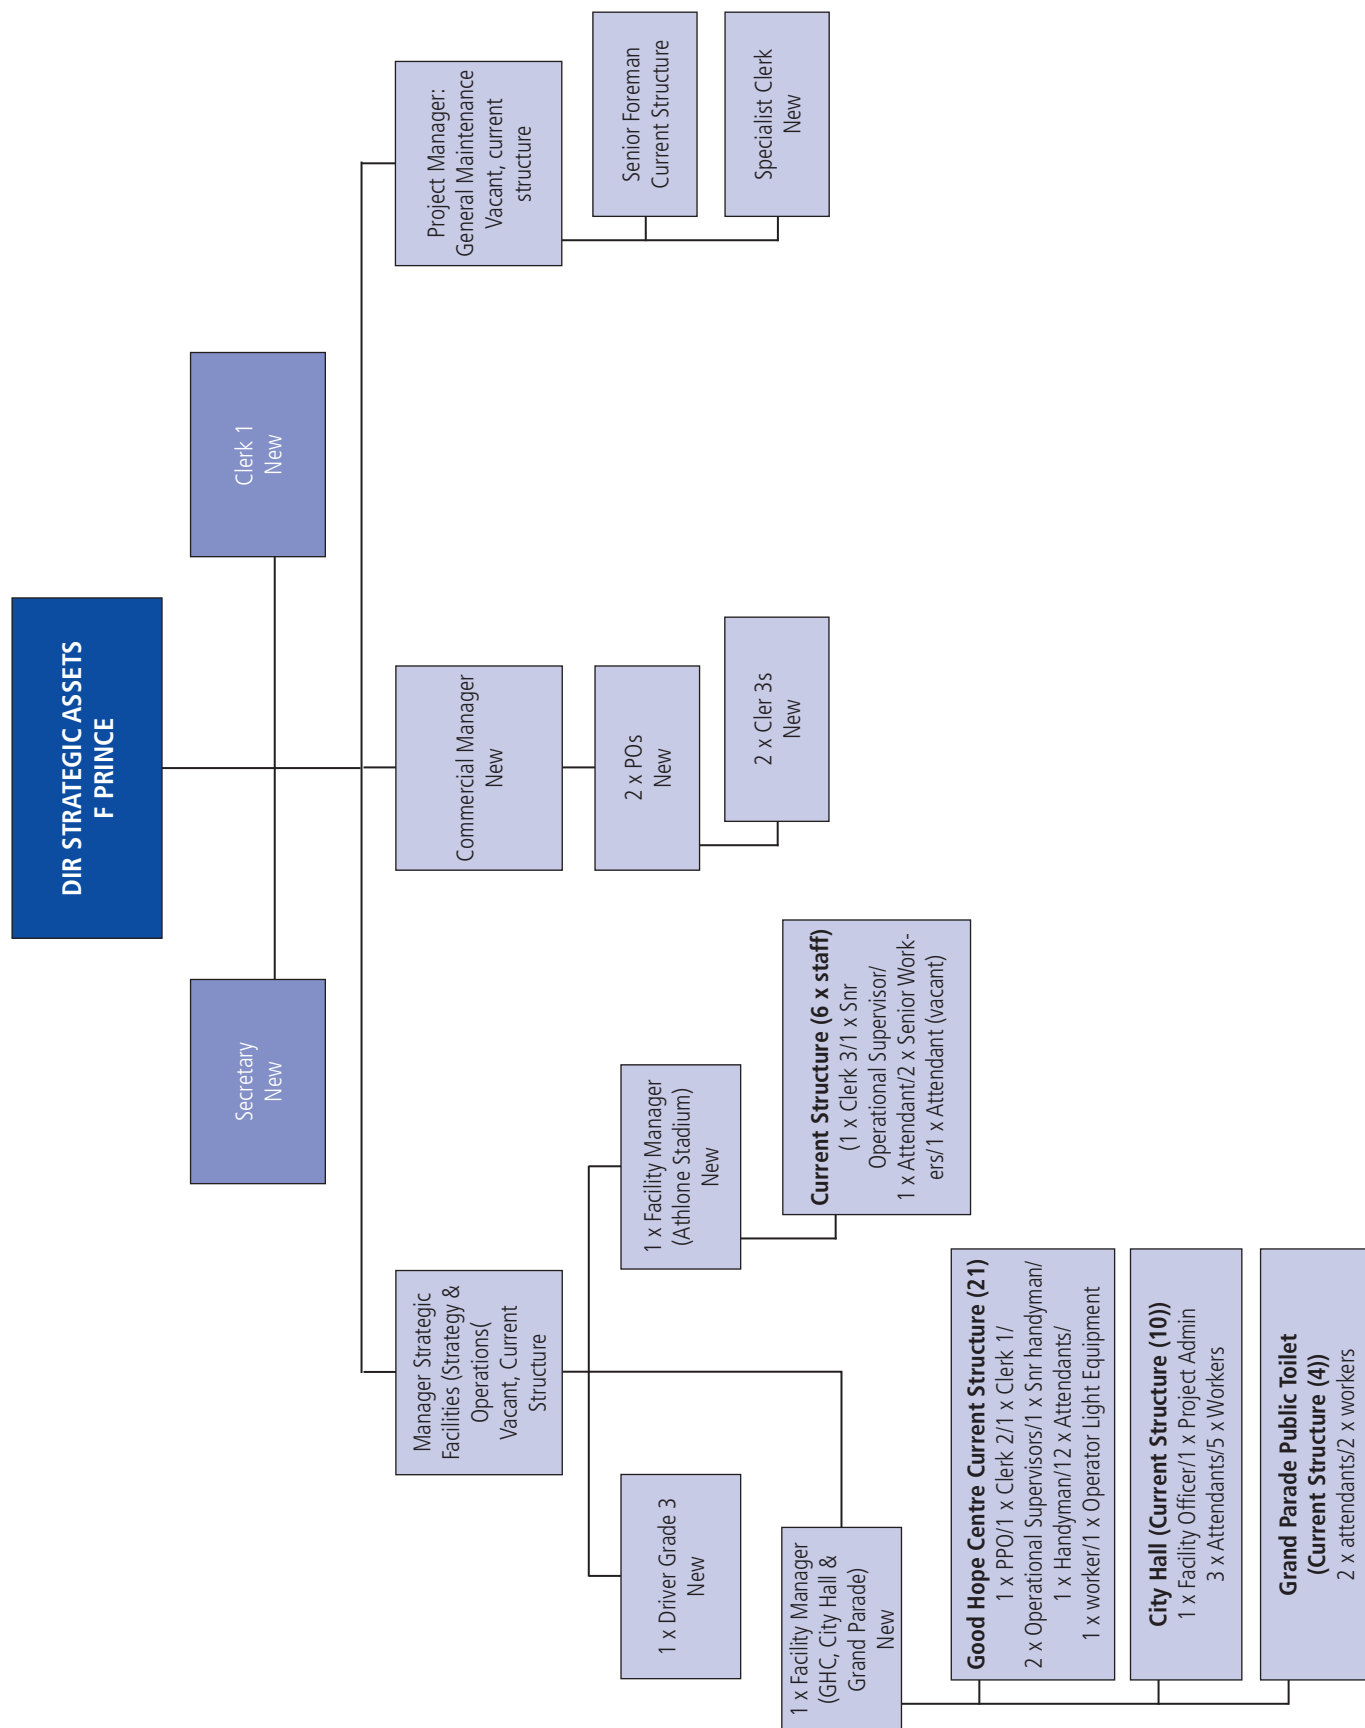 DIR STRATEGIC ASSETS
F PRINCE
Secretary
New
Clerk 1
New
Manager Strategic
Facilities (Strategy &
Operations(
Vacant, Current
Structure
Commercial Manager
New
Project Manager:
General Maintenance
Vacant, current
structure
1 x Driver Grade 3
New
1 x Facility Manager
(Athlone Stadium)
New
2 x POs
New
Senior Foreman
Current Structure
2 x Cler 3s
New
Specialist Clerk
New
1 x Facility Manager
(GHC, City Hall &
Grand Parade)
New
Current Structure (6 x staff)
(1 x Clerk 3/1 x Snr
Operational Supervisor/
1 x Attendant/2 x Senior Work-
ers/1 x Attendant (vacant)
Good Hope Centre Current Structure (21)
1 x PPO/1 x Clerk 2/1 x Clerk 1/
2 x Operational Supervisors/1 x Snr handyman/
1 x Handyman/12 x Attendants/
1 x worker/1 x Operator Light Equipment
City Hall (Current Structure (10))
1 x Facility Officer/1 x Project Admin
3 x Attendants/5 x Workers
Grand Parade Public Toilet
(Current Structure (4))
2 x attendants/2 x workers